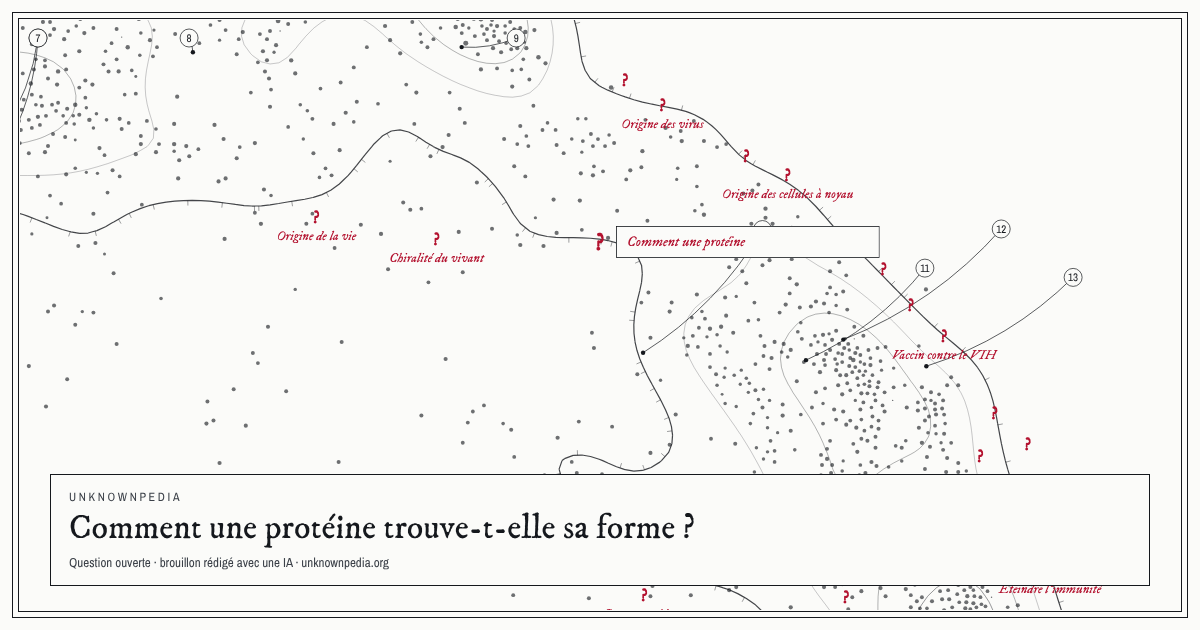 7
8
9
?
?
Origine des virus
?
?
Origine des cellules à noyau
?
Origine de la vie
?
Chiralité du vivant
?
Comment une protéine
12
?
11
13
?
?
Vaccin contre le VIH
?
?
?
UNKNOWNPEDIA
Comment une protéine trouve-t-elle sa forme ?
Question ouverte · brouillon rédigé avec une IA · unknownpedia.org
Éteindre l'immunité
?
?